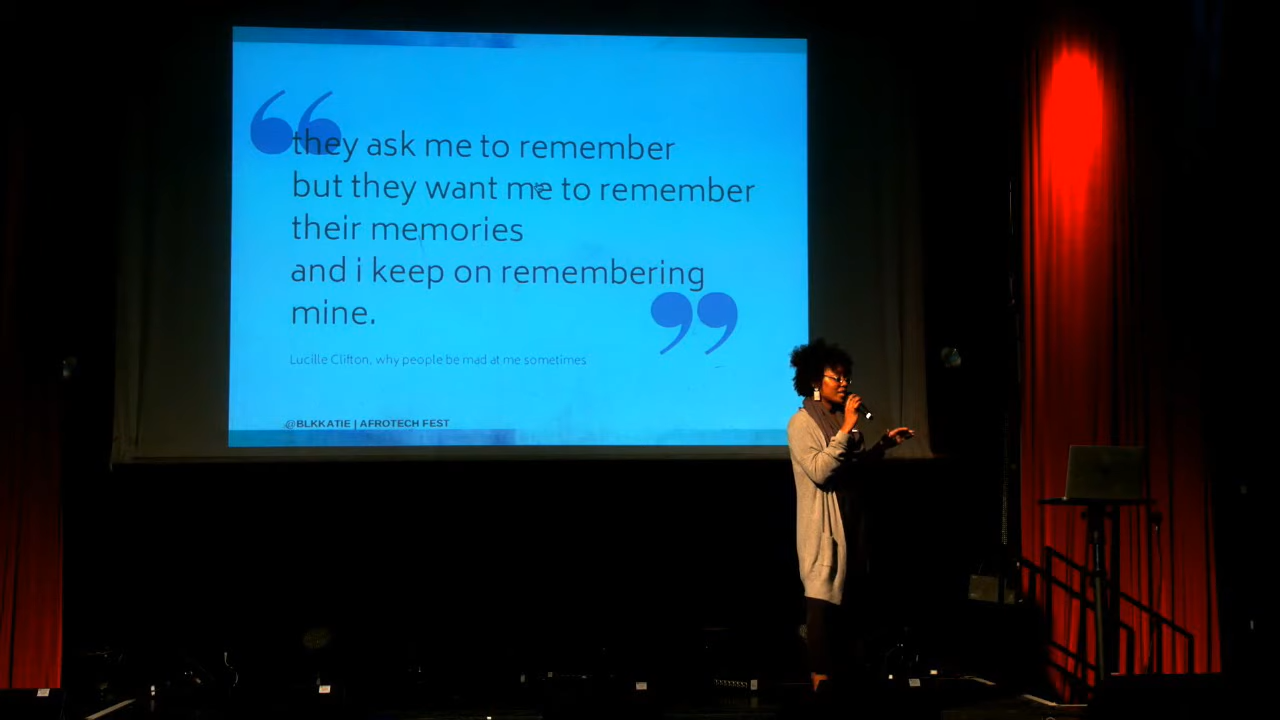 they ask me to remember
but they want me to remember
their memories
and i keep on remembering
mine.
Lucille Clifton, why people be mad at me sometimes
@BLKKATIE | AFROTECH FEST